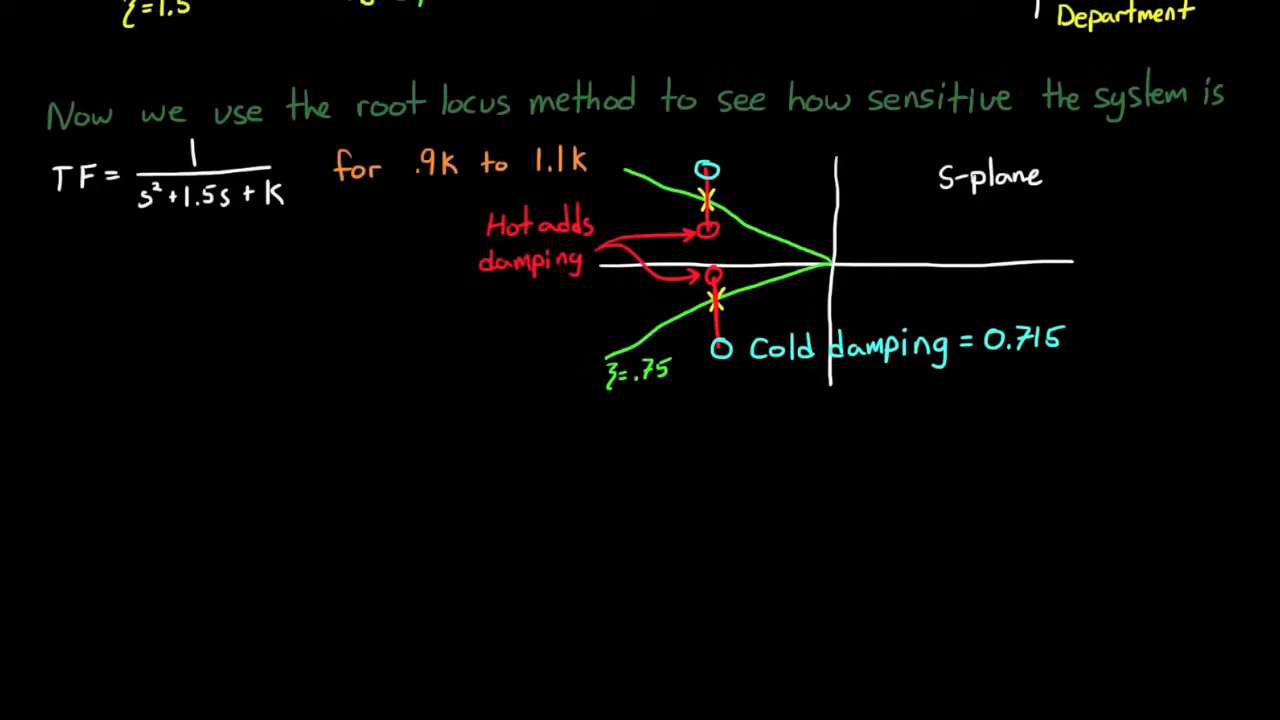 ξ=1.5
Department
Now we use the root locus method to see how sensitive the system is
TF = 1 / s²+1.5s+k
for .9k to 1.1k
S-plane
Hot adds
damping
Cold damping = 0.715
ξ=.75